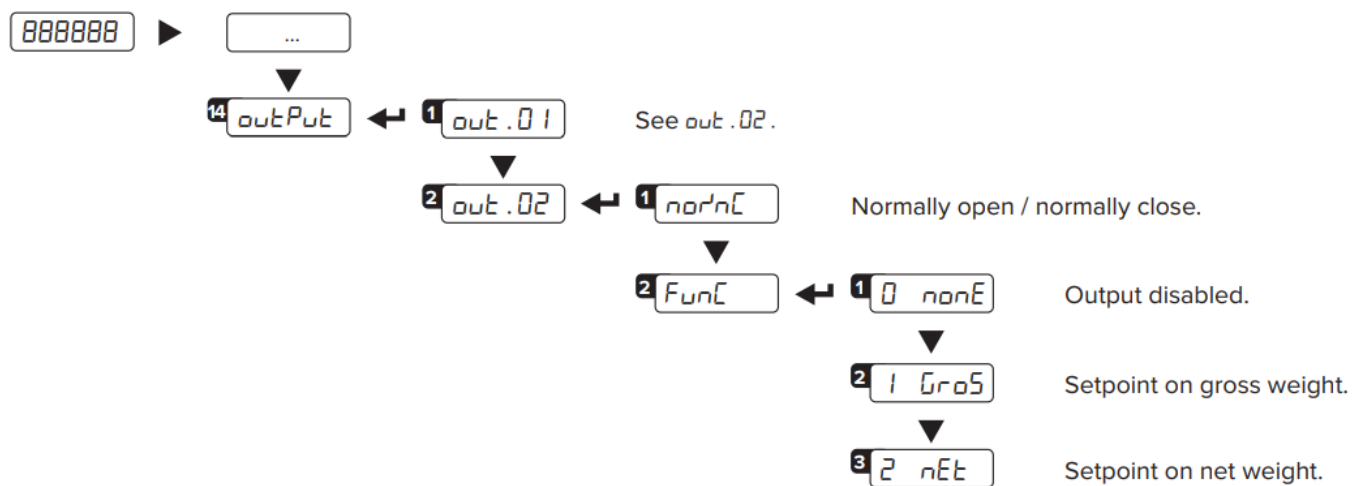 888888
...
14 outPut
1 out.01 See out.02.
2 out.02
1 no/nC Normally open / normally close.
2 FunC
1 0 nonE Output disabled.
2 1 GroS Setpoint on gross weight.
3 2 nEt Setpoint on net weight.